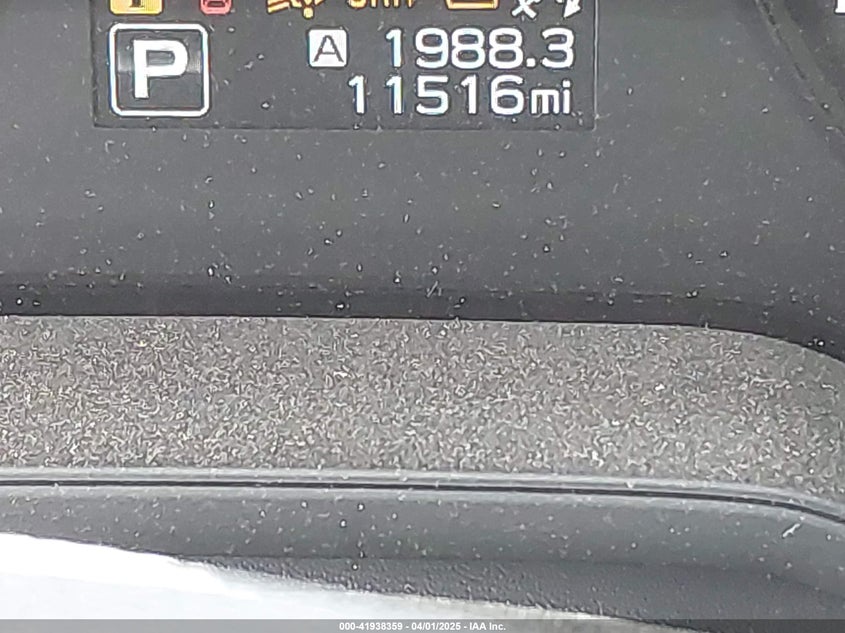 P
A 1988.3
11516mi
000-41938359 - 04/01/2025 - IAA Inc.